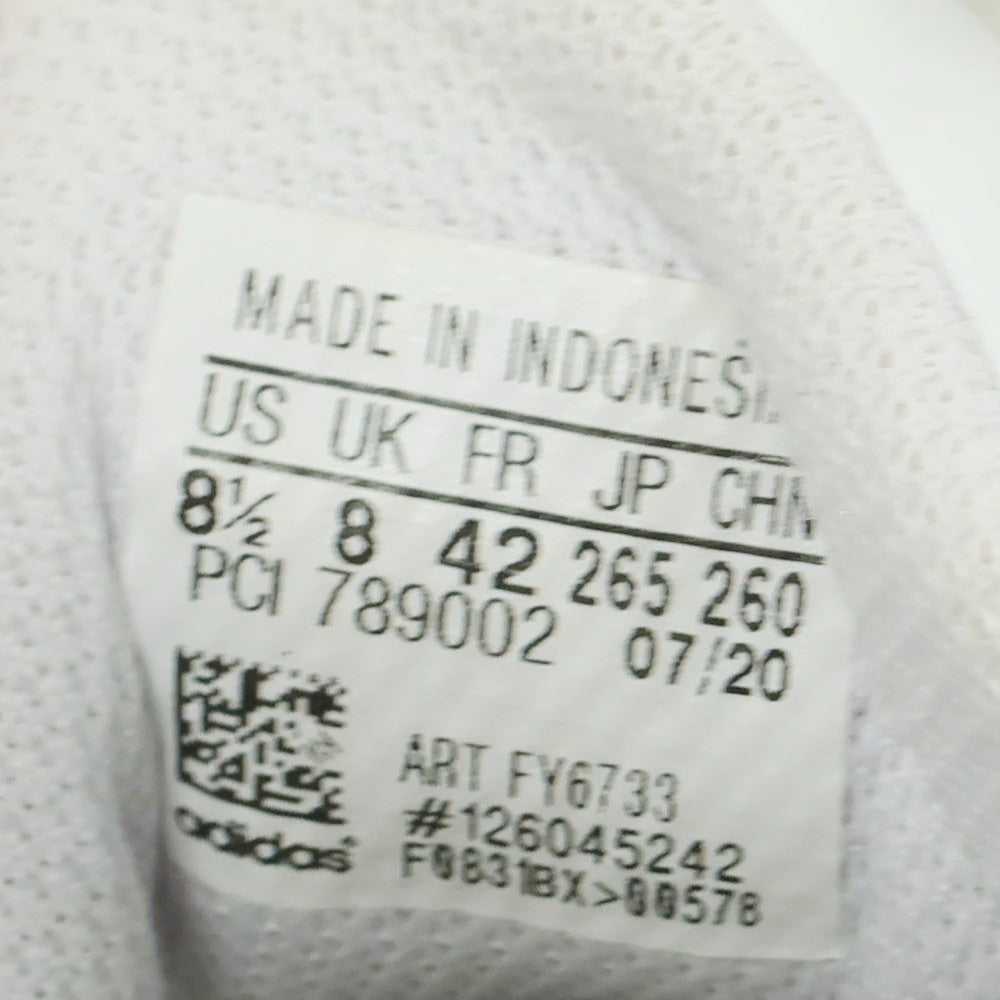 MADE IN INDONESI
US UK FR JP CHN
8½ 8 42 265 260
PCI 789002 07/20
ART FY6733
#126045242
F0831BX>00578
adidas